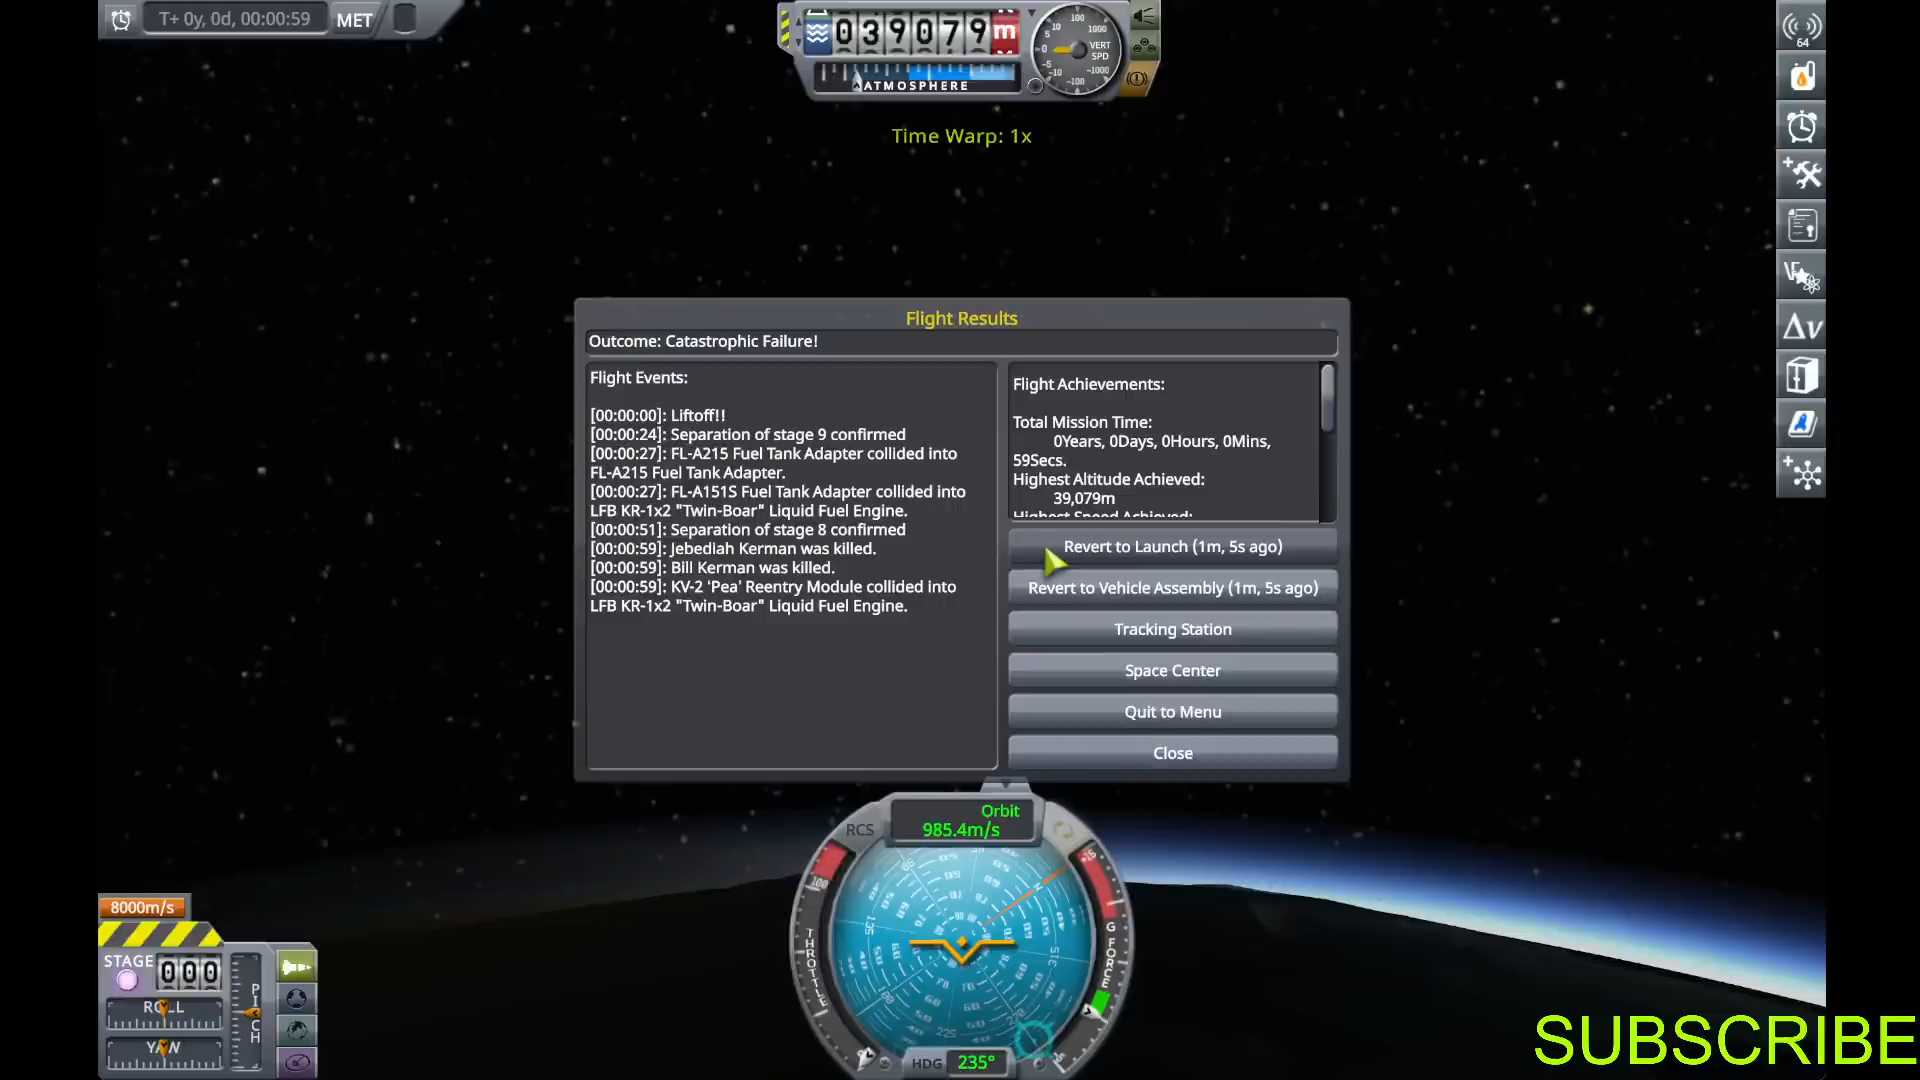 T+ 0y, 0d, 00:00:59 MET
039079 m
ATMOSPHERE
VERT
SPD
64
Time Warp: 1x
Δv
Flight Results
Outcome: Catastrophic Failure!
Flight Events:
[00:00:00]: Liftoff!!
[00:00:24]: Separation of stage 9 confirmed
[00:00:27]: FL-A215 Fuel Tank Adapter collided into
FL-A215 Fuel Tank Adapter.
[00:00:27]: FL-A151S Fuel Tank Adapter collided into
LFB KR-1x2 "Twin-Boar" Liquid Fuel Engine.
[00:00:51]: Separation of stage 8 confirmed
[00:00:59]: Jebediah Kerman was killed.
[00:00:59]: Bill Kerman was killed.
[00:00:59]: KV-2 'Pea' Reentry Module collided into
LFB KR-1x2 "Twin-Boar" Liquid Fuel Engine.
Flight Achievements:
Total Mission Time:
0Years, 0Days, 0Hours, 0Mins,
59Secs.
Highest Altitude Achieved:
39,079m
Highest Speed Achieved:
Revert to Launch (1m, 5s ago)
Revert to Vehicle Assembly (1m, 5s ago)
Tracking Station
Space Center
Quit to Menu
Close
Orbit
985.4m/s
RCS
THROTTLE
G FORCE
HDG 235°
8000m/s
STAGE 000
ROLL
YAW
PITCH
SUBSCRIBE